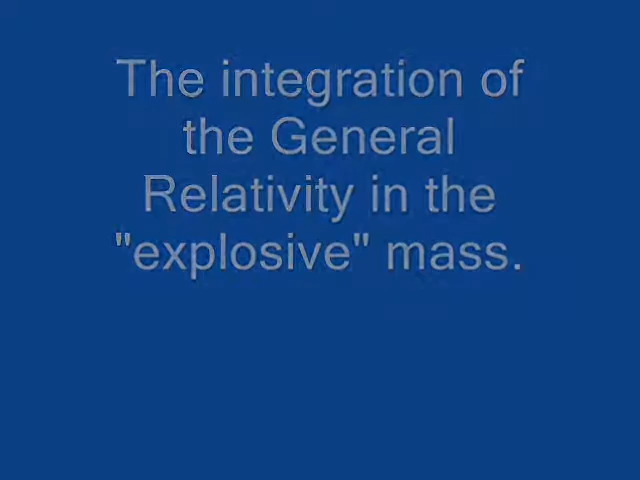 The integration of
the General
Relativity in the
"explosive" mass.